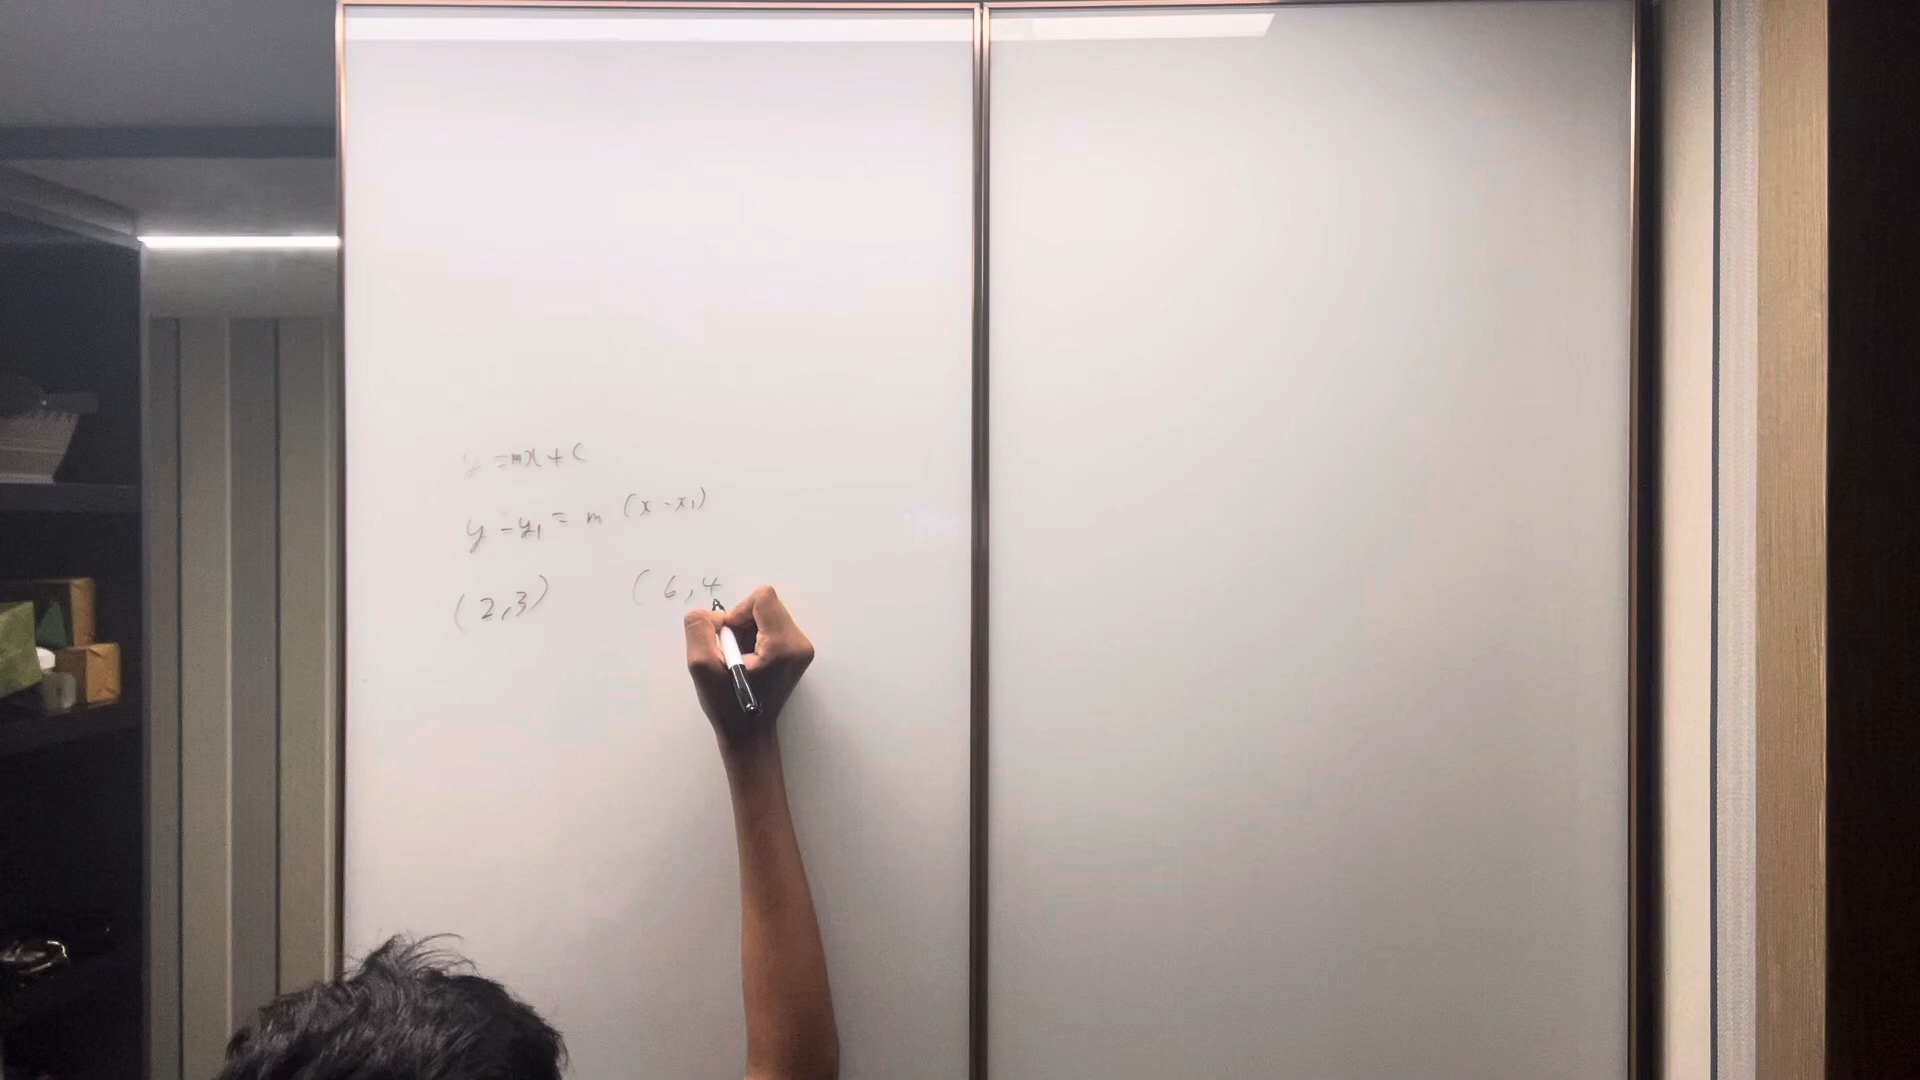 y = mx + c
y - y₁ = m (x - x₁)
(2,3) (6,4